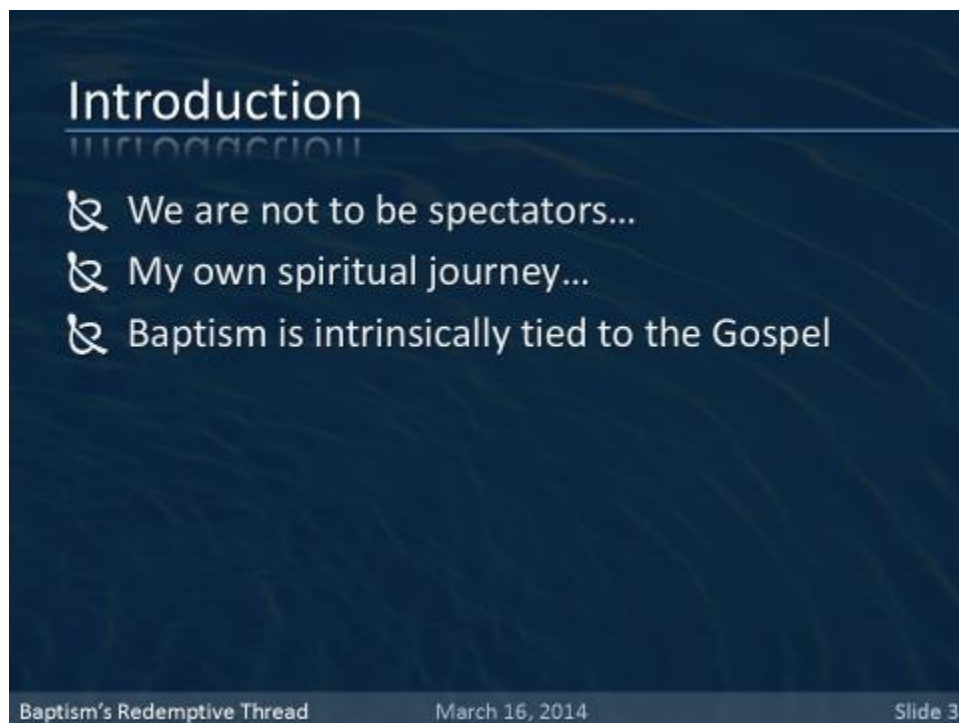 Introduction
We are not to be spectators…
My own spiritual journey…
Baptism is intrinsically tied to the Gospel
Baptism's Redemptive Thread March 16, 2014 Slide 3